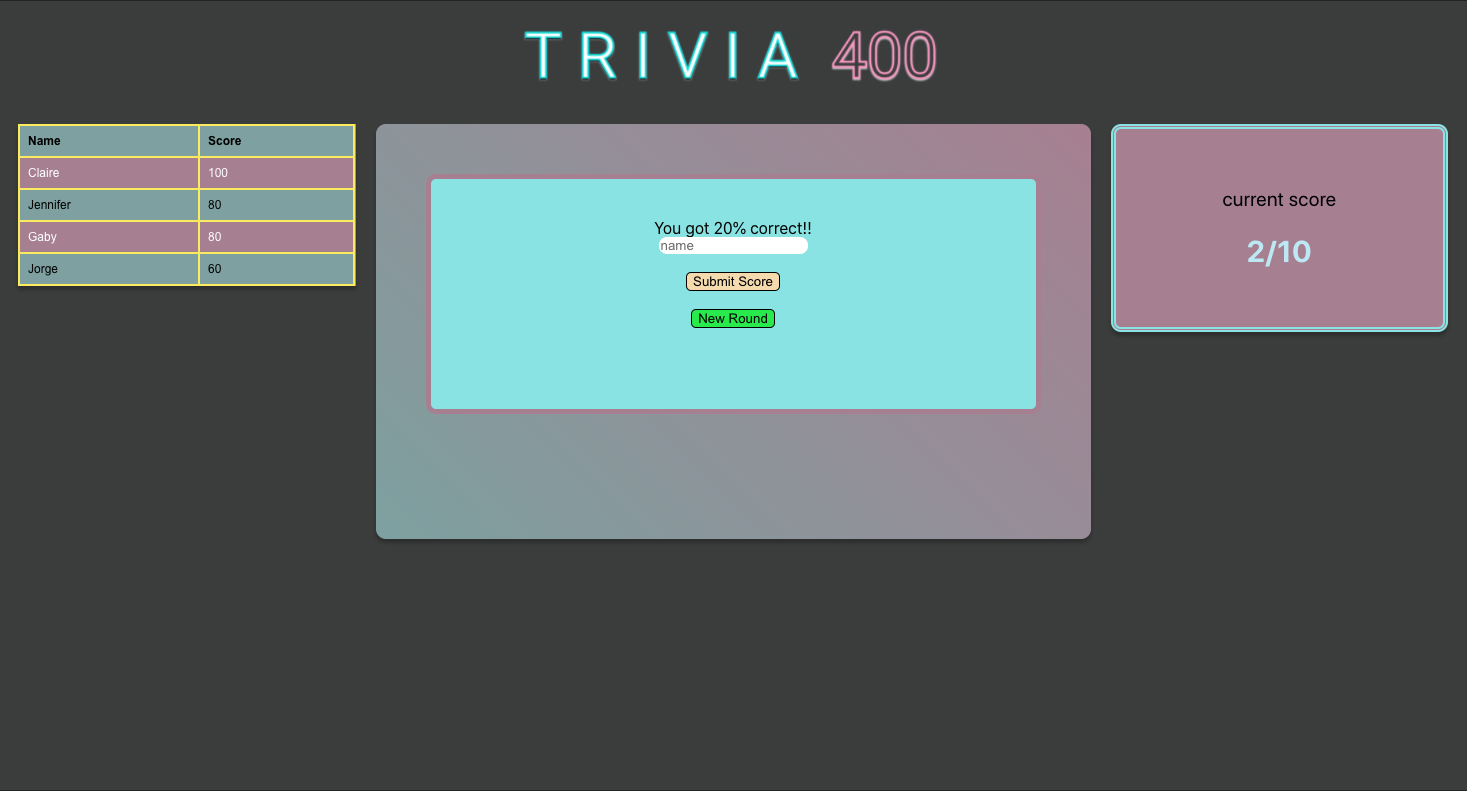 TRIVIA 400
Name Score
Claire 100
Jennifer 80
Gaby 80
Jorge 60
You got 20% correct!!
name
Submit Score
New Round
current score
2/10